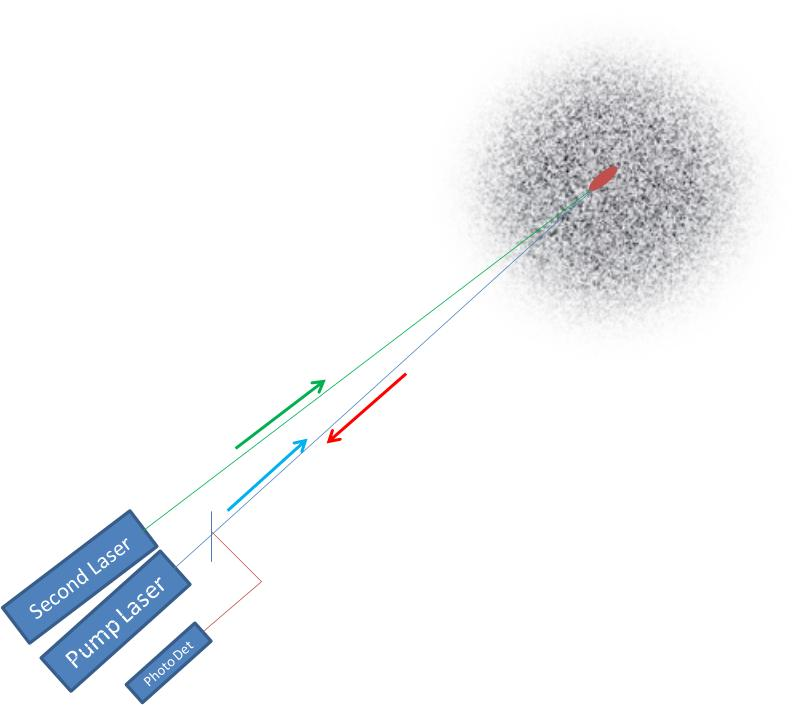 Second Laser
Pump Laser
Photo Det